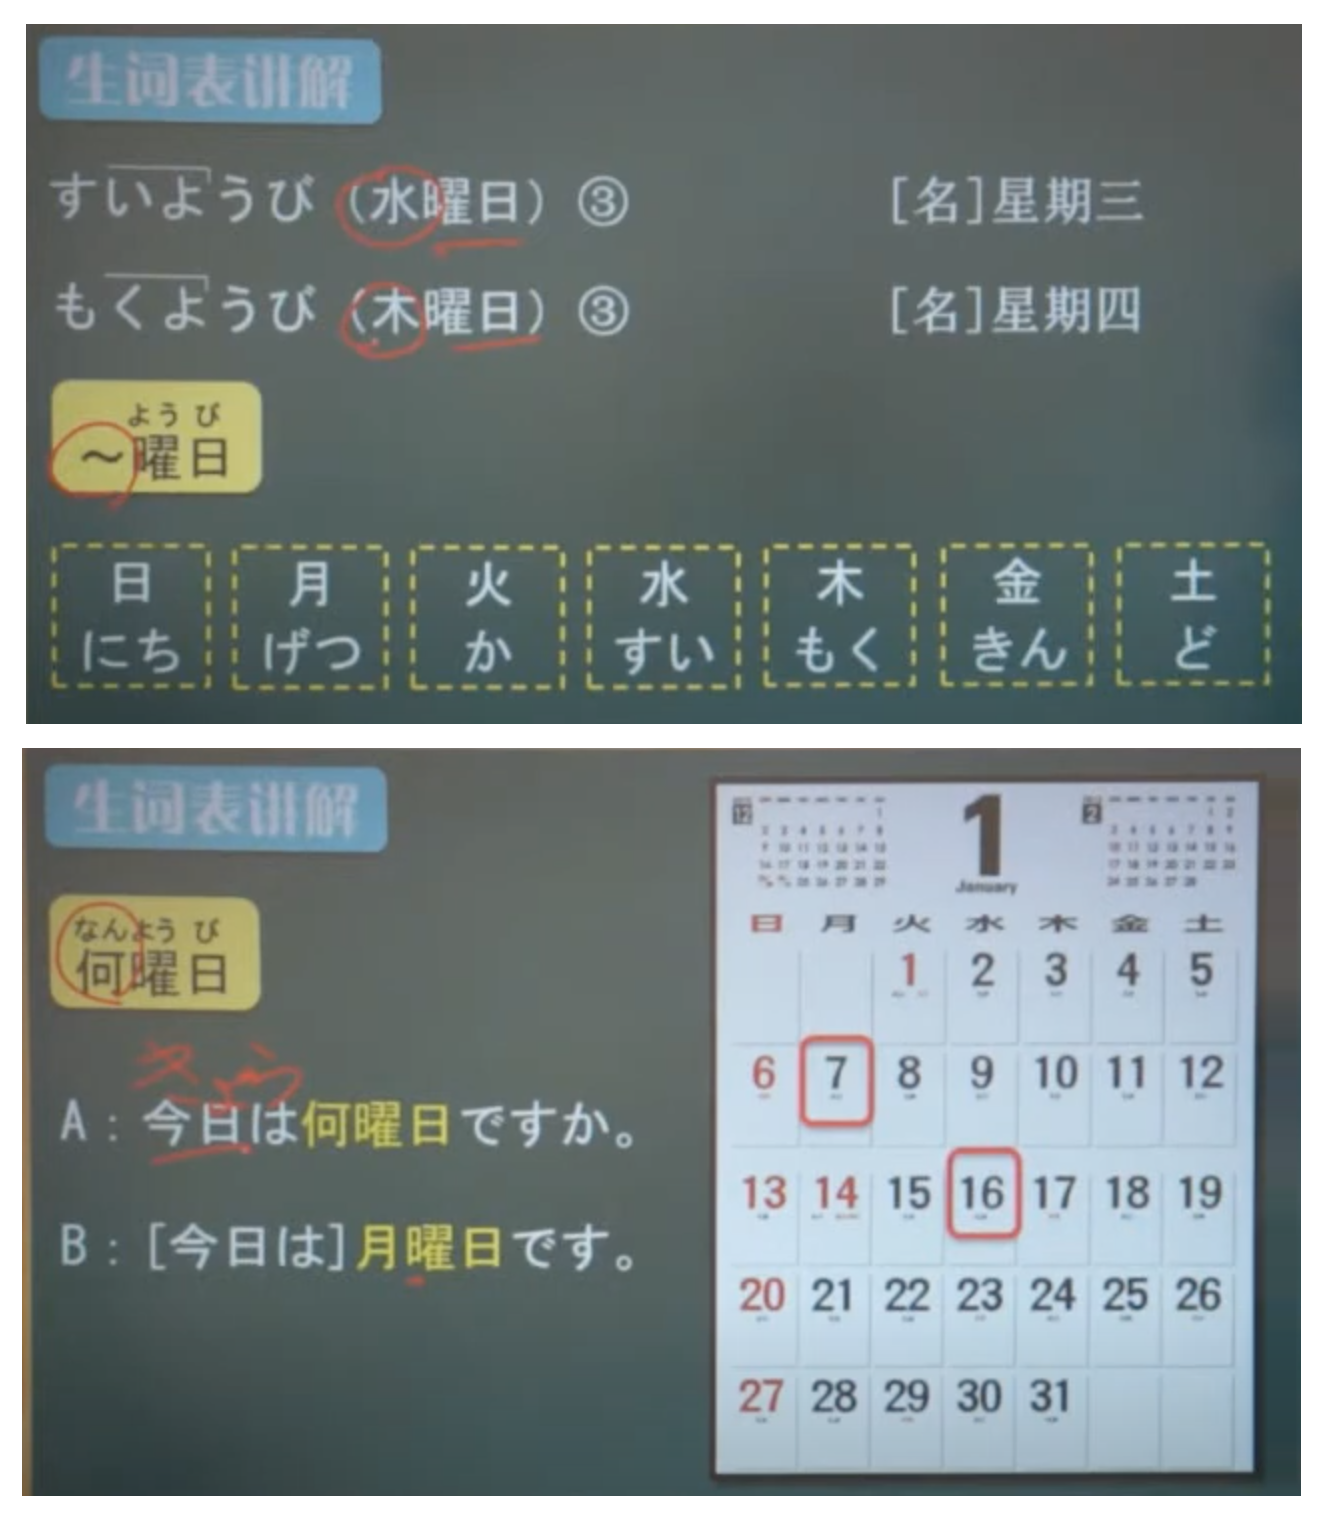 生词表讲解
すいようび（水曜日）③ [名]星期三
もくようび（木曜日）③ [名]星期四
よう び
～曜日
日 月 火 水 木 金 土
にち げつ か すい もく きん ど
生词表讲解
なんよう び
何曜日
A：今日は何曜日ですか。
B：[今日は]月曜日です。
12 1 2
January
日 月 火 水 木 金 土
1 2 3 4 5
6 7 8 9 10 11 12
13 14 15 16 17 18 19
20 21 22 23 24 25 26
27 28 29 30 31